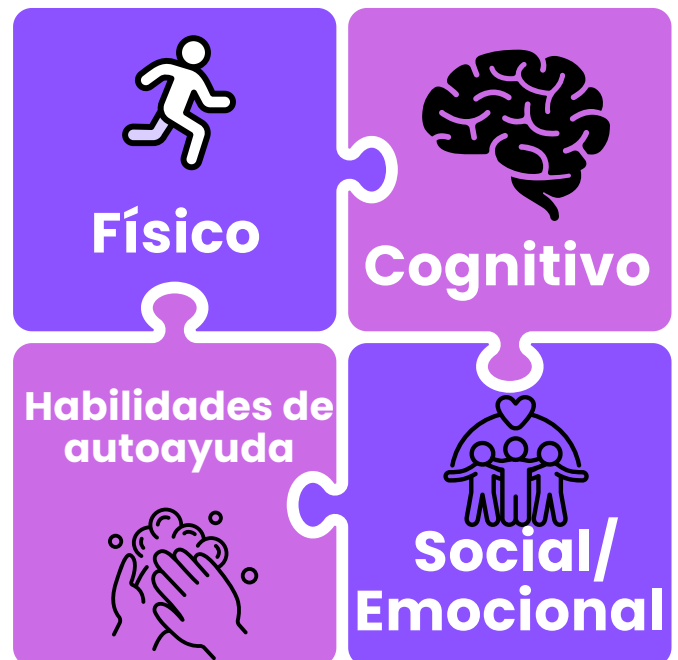 Físico
Cognitivo
Habilidades de
autoayuda
Social/
Emocional